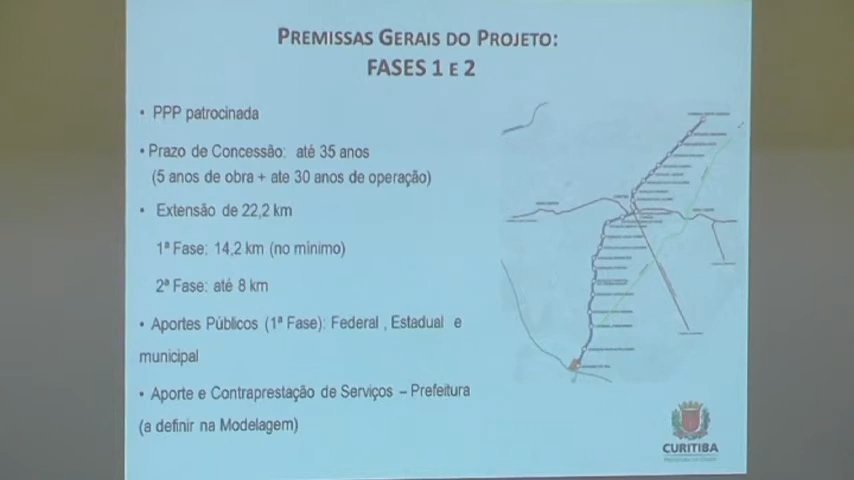 PREMISSAS GERAIS DO PROJETO:
FASES 1 E 2
• PPP patrocinada
• Prazo de Concessão: até 35 anos
(5 anos de obra + ate 30 anos de operação)
• Extensão de 22,2 km
1ª Fase: 14,2 km (no mínimo)
2ª Fase: até 8 km
• Aportes Públicos (1ª Fase): Federal , Estadual e
municipal
• Aporte e Contraprestação de Serviços – Prefeitura
(a definir na Modelagem)
CURITIBA